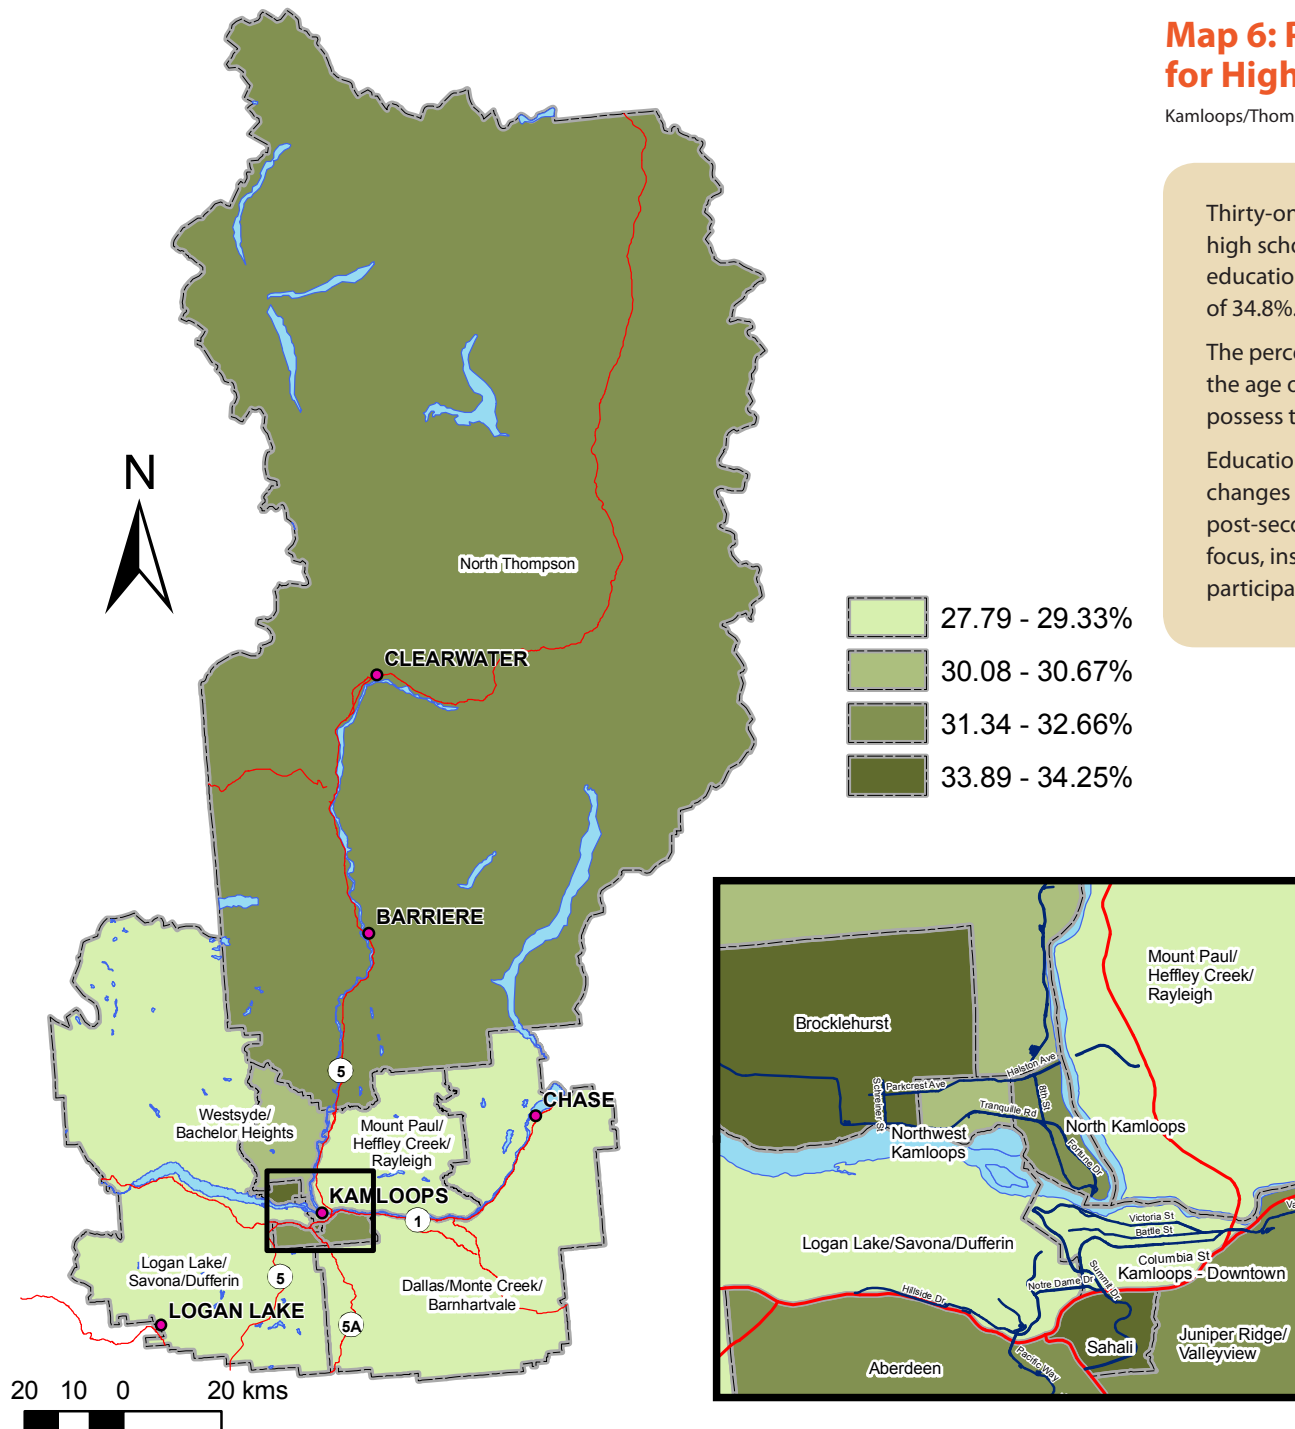 Map 6: P
for High
Kamloops/Thom
Thirty-on
high scho
educatio
of 34.8%.
The perce
the age o
possess t
Educatio
changes
post-seco
focus, ins
participa
N
North Thompson
CLEARWATER
27.79 - 29.33%
30.08 - 30.67%
31.34 - 32.66%
33.89 - 34.25%
BARRIERE
5
CHASE
Westsyde/
Bachelor Heights
Mount Paul/
Heffley Creek/
Rayleigh
KAMLOOPS
1
Logan Lake/
Savona/Dufferin
5
Dallas/Monte Creek/
Barnhartvale
LOGAN LAKE
5A
20 10 0 20 kms
Mount Paul/
Heffley Creek/
Rayleigh
Brocklehurst
Halston Ave
Parkcrest Ave
Schreiner St
8th St
Tranquille Rd
North Kamloops
Northwest
Kamloops
Fortune Dr
Victoria St
Va
Battle St
Logan Lake/Savona/Dufferin
Columbia St
Kamloops - Downtown
Summit Dr
Notre Dame Dr
Hillside Dr
Sahali
Juniper Ridge/
Valleyview
Pacific Way
Aberdeen